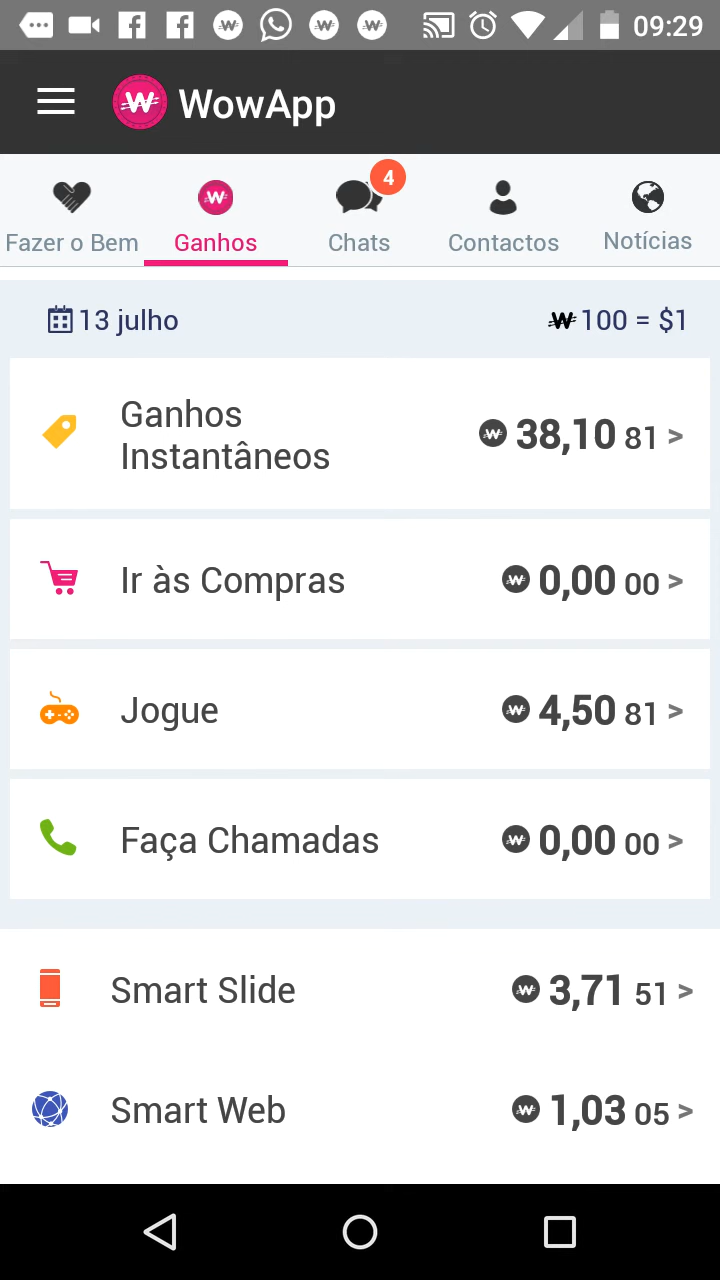 09:29
WowApp
4
Fazer o Bem Ganhos Chats Contactos Notícias
13 julho 100 = $1
Ganhos
Instantâneos
38,10 81 >
Ir às Compras 0,00 00 >
Jogue 4,50 81 >
Faça Chamadas 0,00 00 >
Smart Slide 3,71 51 >
Smart Web 1,03 05 >